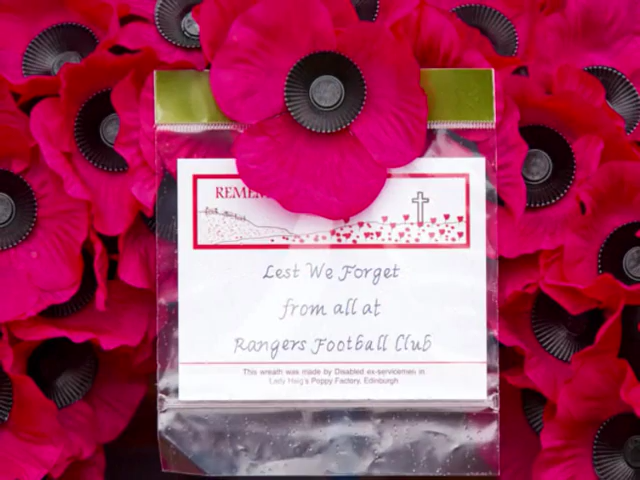 Lest We Forget
from all at
Rangers Football Club
This wreath was made by Disabled ex-servicemen in
Lady Haig's Poppy Factory, Edinburgh